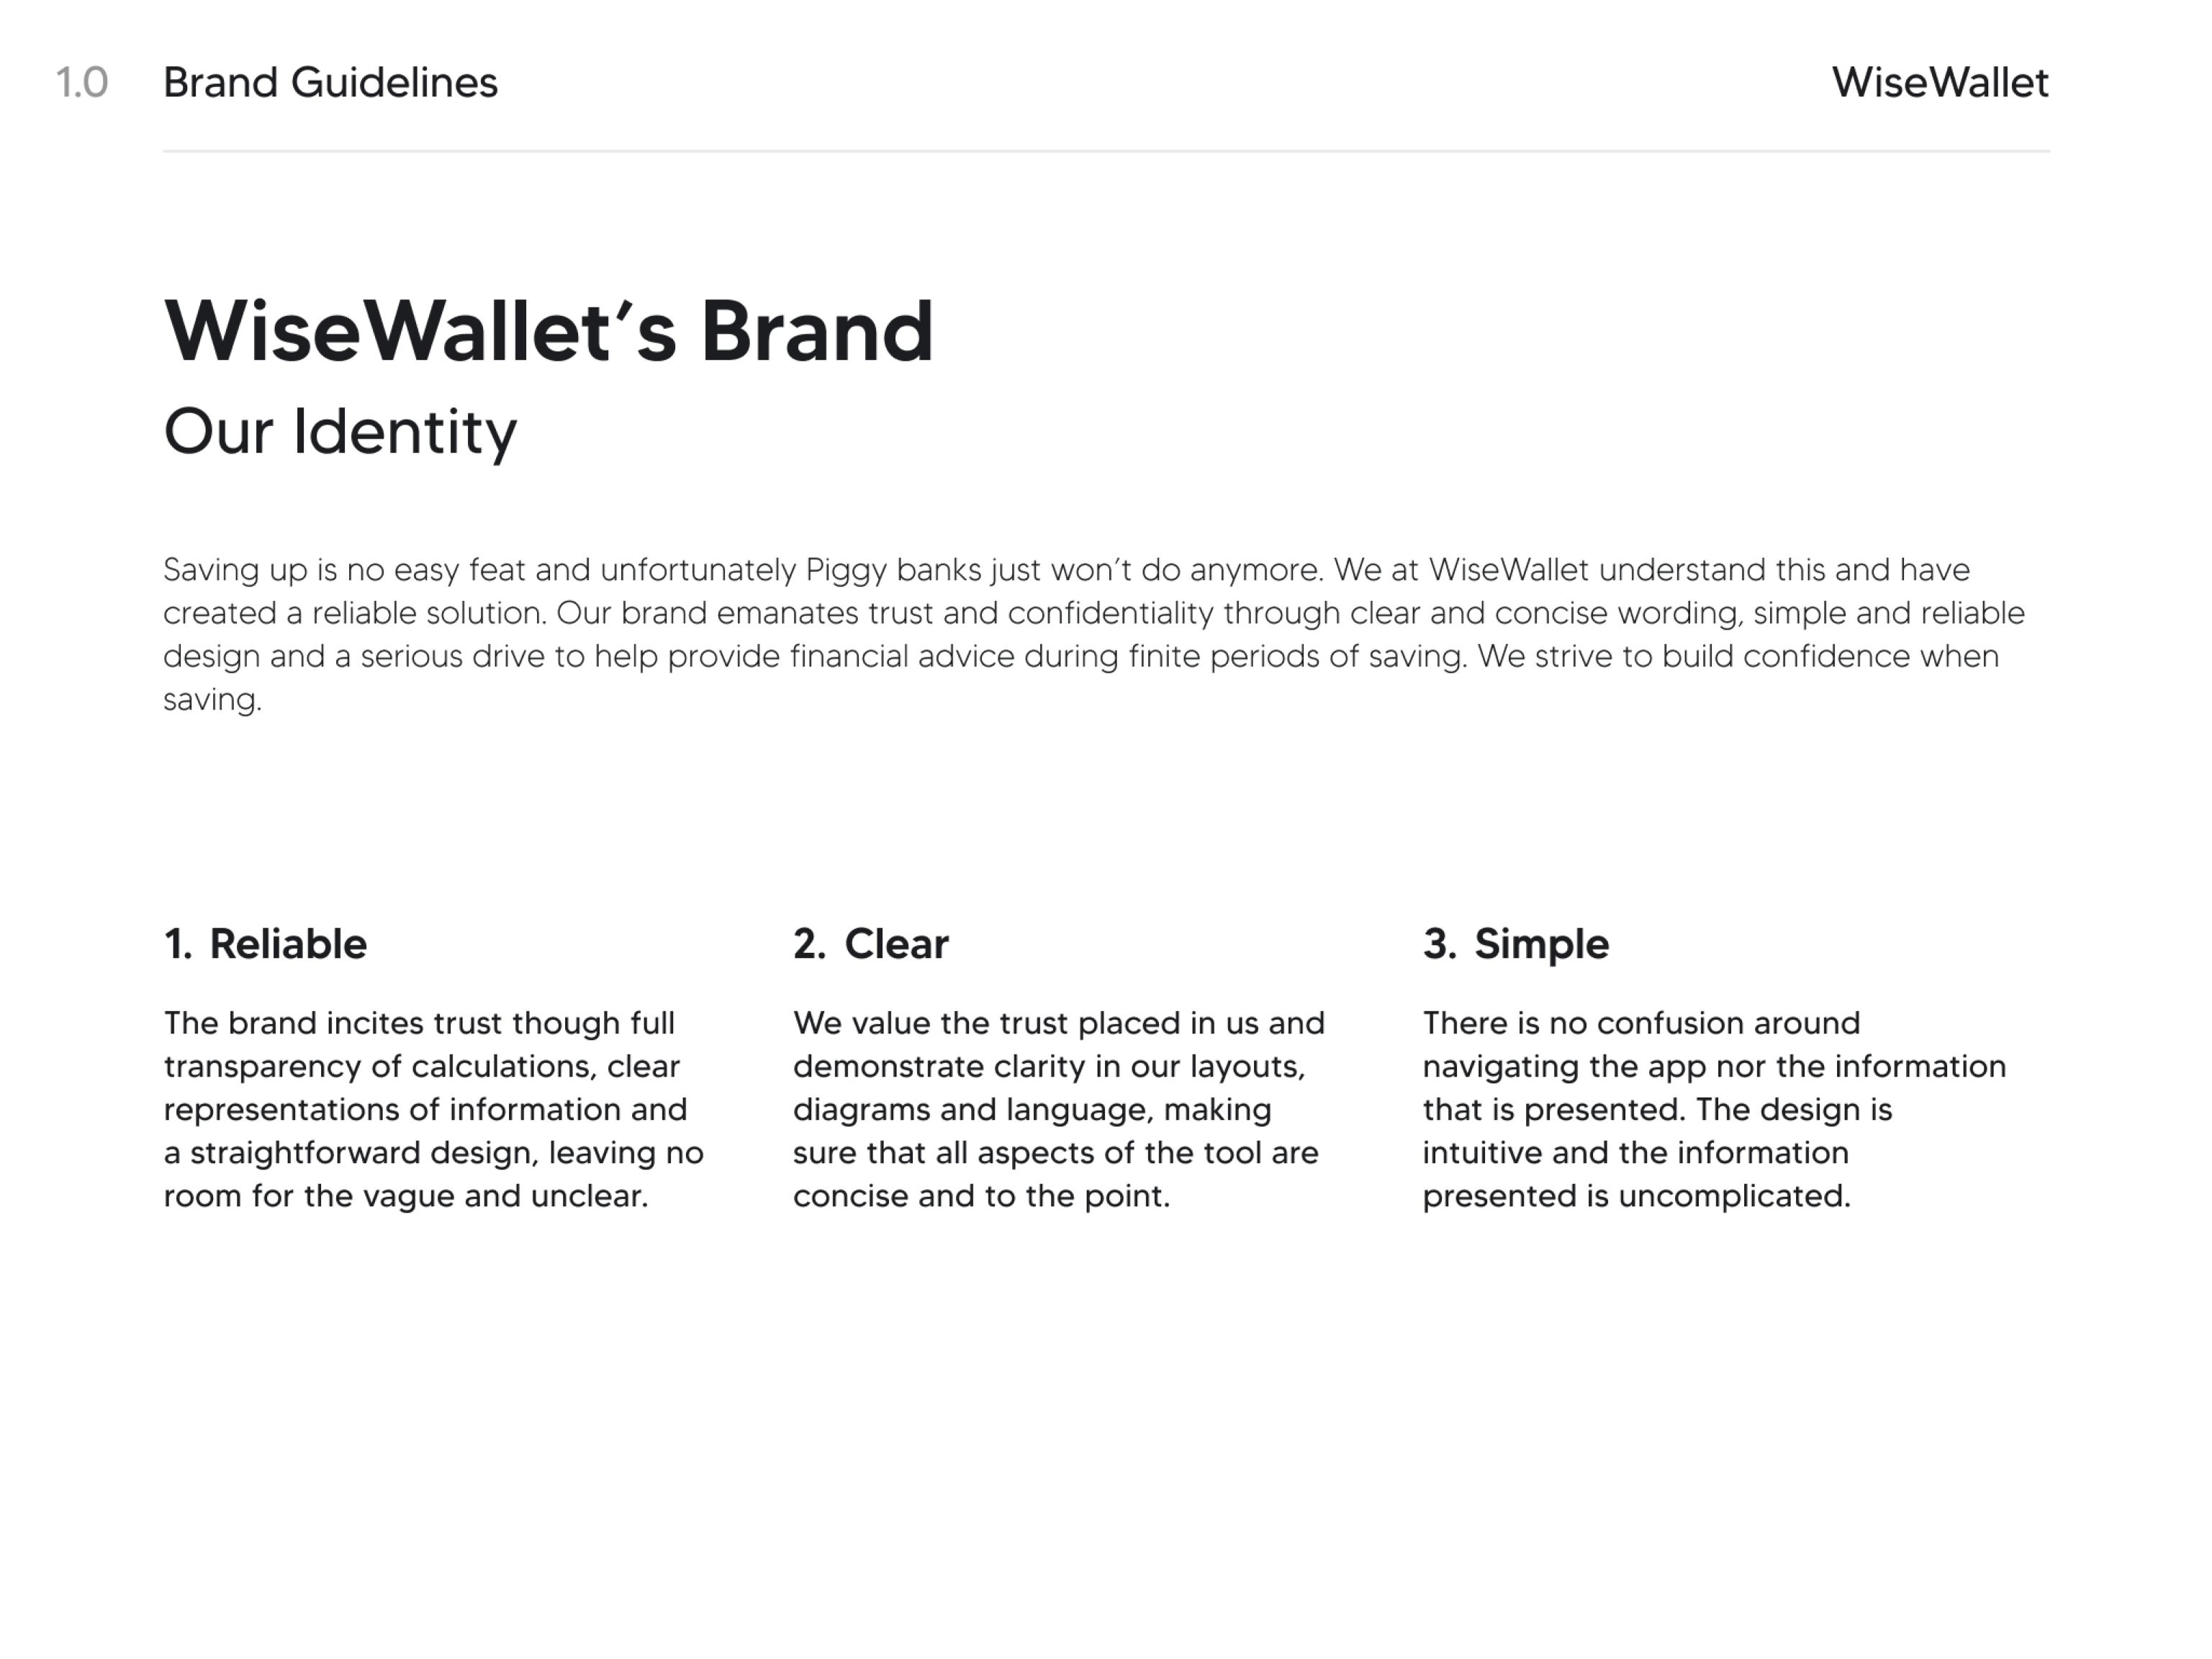 1.0 Brand Guidelines WiseWallet
WiseWallet’s Brand
Our Identity
Saving up is no easy feat and unfortunately Piggy banks just won’t do anymore. We at WiseWallet understand this and have
created a reliable solution. Our brand emanates trust and confidentiality through clear and concise wording, simple and reliable
design and a serious drive to help provide financial advice during finite periods of saving. We strive to build confidence when
saving.
1. Reliable
The brand incites trust though full
transparency of calculations, clear
representations of information and
a straightforward design, leaving no
room for the vague and unclear.
2. Clear
We value the trust placed in us and
demonstrate clarity in our layouts,
diagrams and language, making
sure that all aspects of the tool are
concise and to the point.
3. Simple
There is no confusion around
navigating the app nor the information
that is presented. The design is
intuitive and the information
presented is uncomplicated.